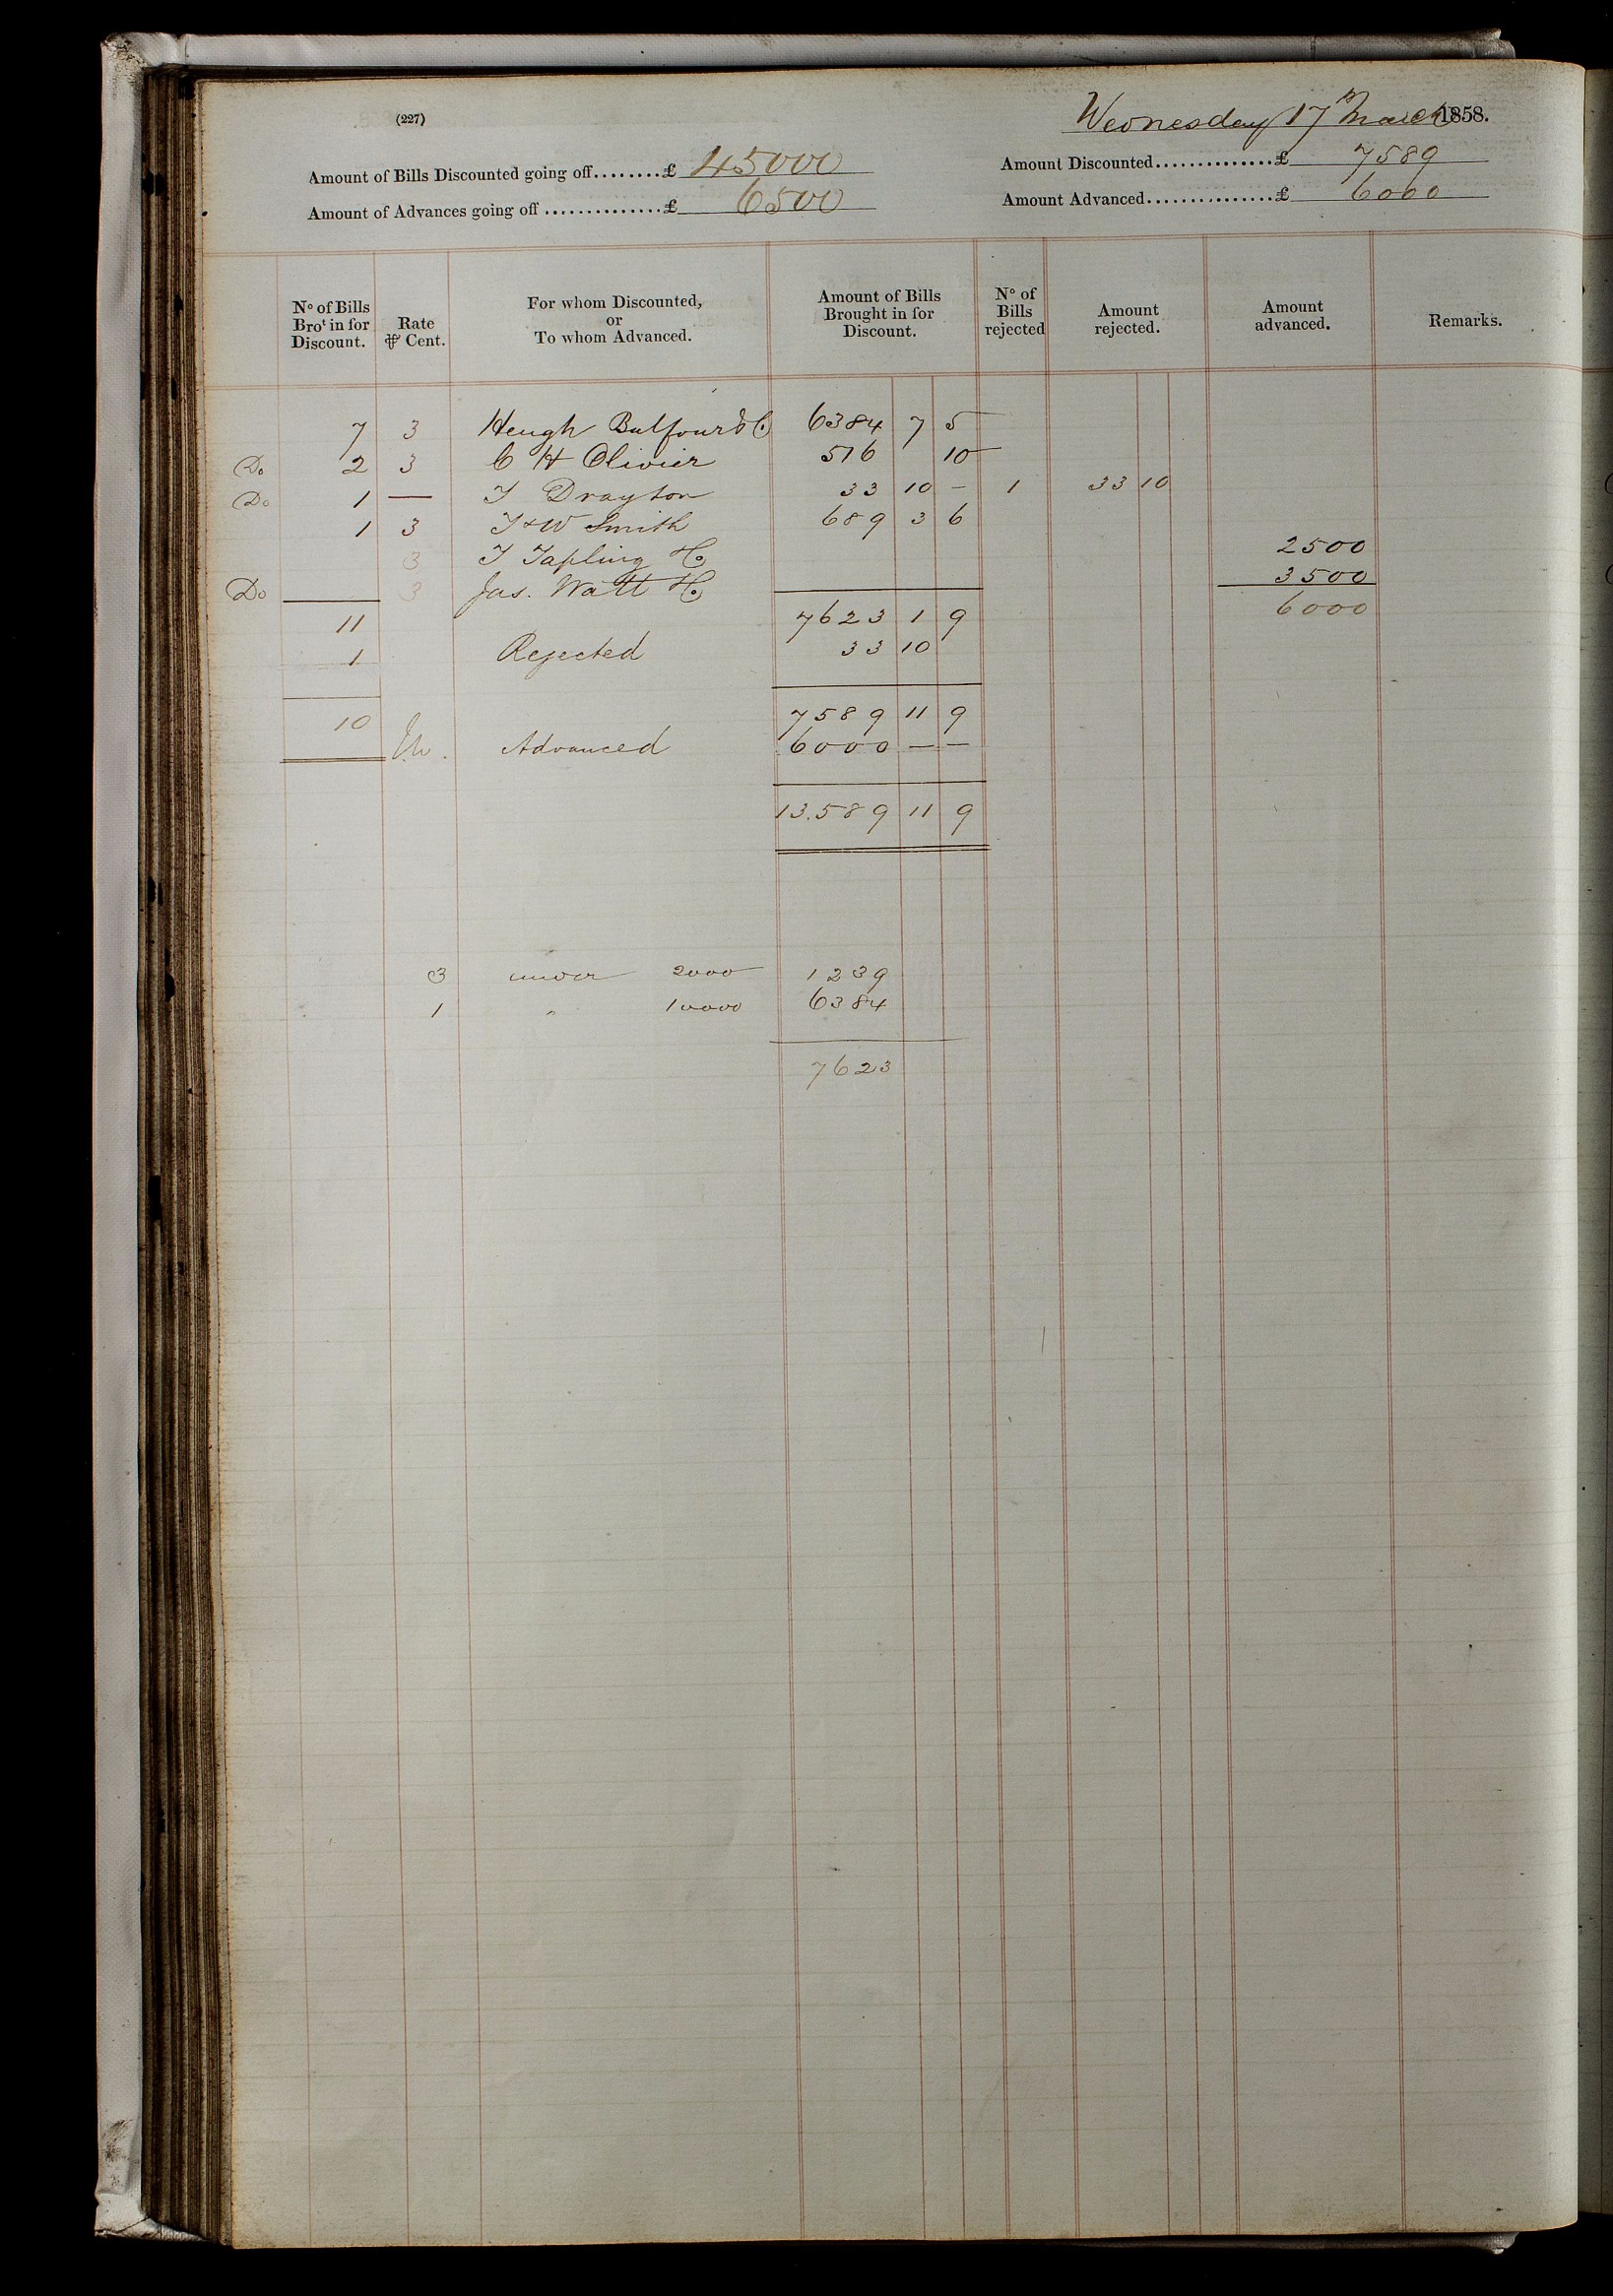 (227)
Wednesday 17th March 1858.
Amount of Bills Discounted going off........£ 45000
Amount Discounted..............£ 7589
Amount of Advances going off ..............£ 6500
Amount Advanced...............£ 6000
No of Bills Brot in for Discount. Rate ⅌ Cent. For whom Discounted, or To whom Advanced. Amount of Bills Brought in for Discount. No of Bills rejected Amount rejected. Amount advanced. Remarks.
7 3 Heugh Balfour & Co 6384 7 5
Do 2 3 C H Olivier 516 10
Do 1 — T Drayton 33 10 - 1 33 10
1 3 T & W Smith 689 3 6
3 T Tapling & Co 2500
Do 3 Jas. Watt & Co 3500
11 7623 1 9 6000
1 Rejected 33 10
10 7589 11 9
Advanced 6000 — —
13.589 11 9
3 under 2000 1239
1 " 10000 6384
7623